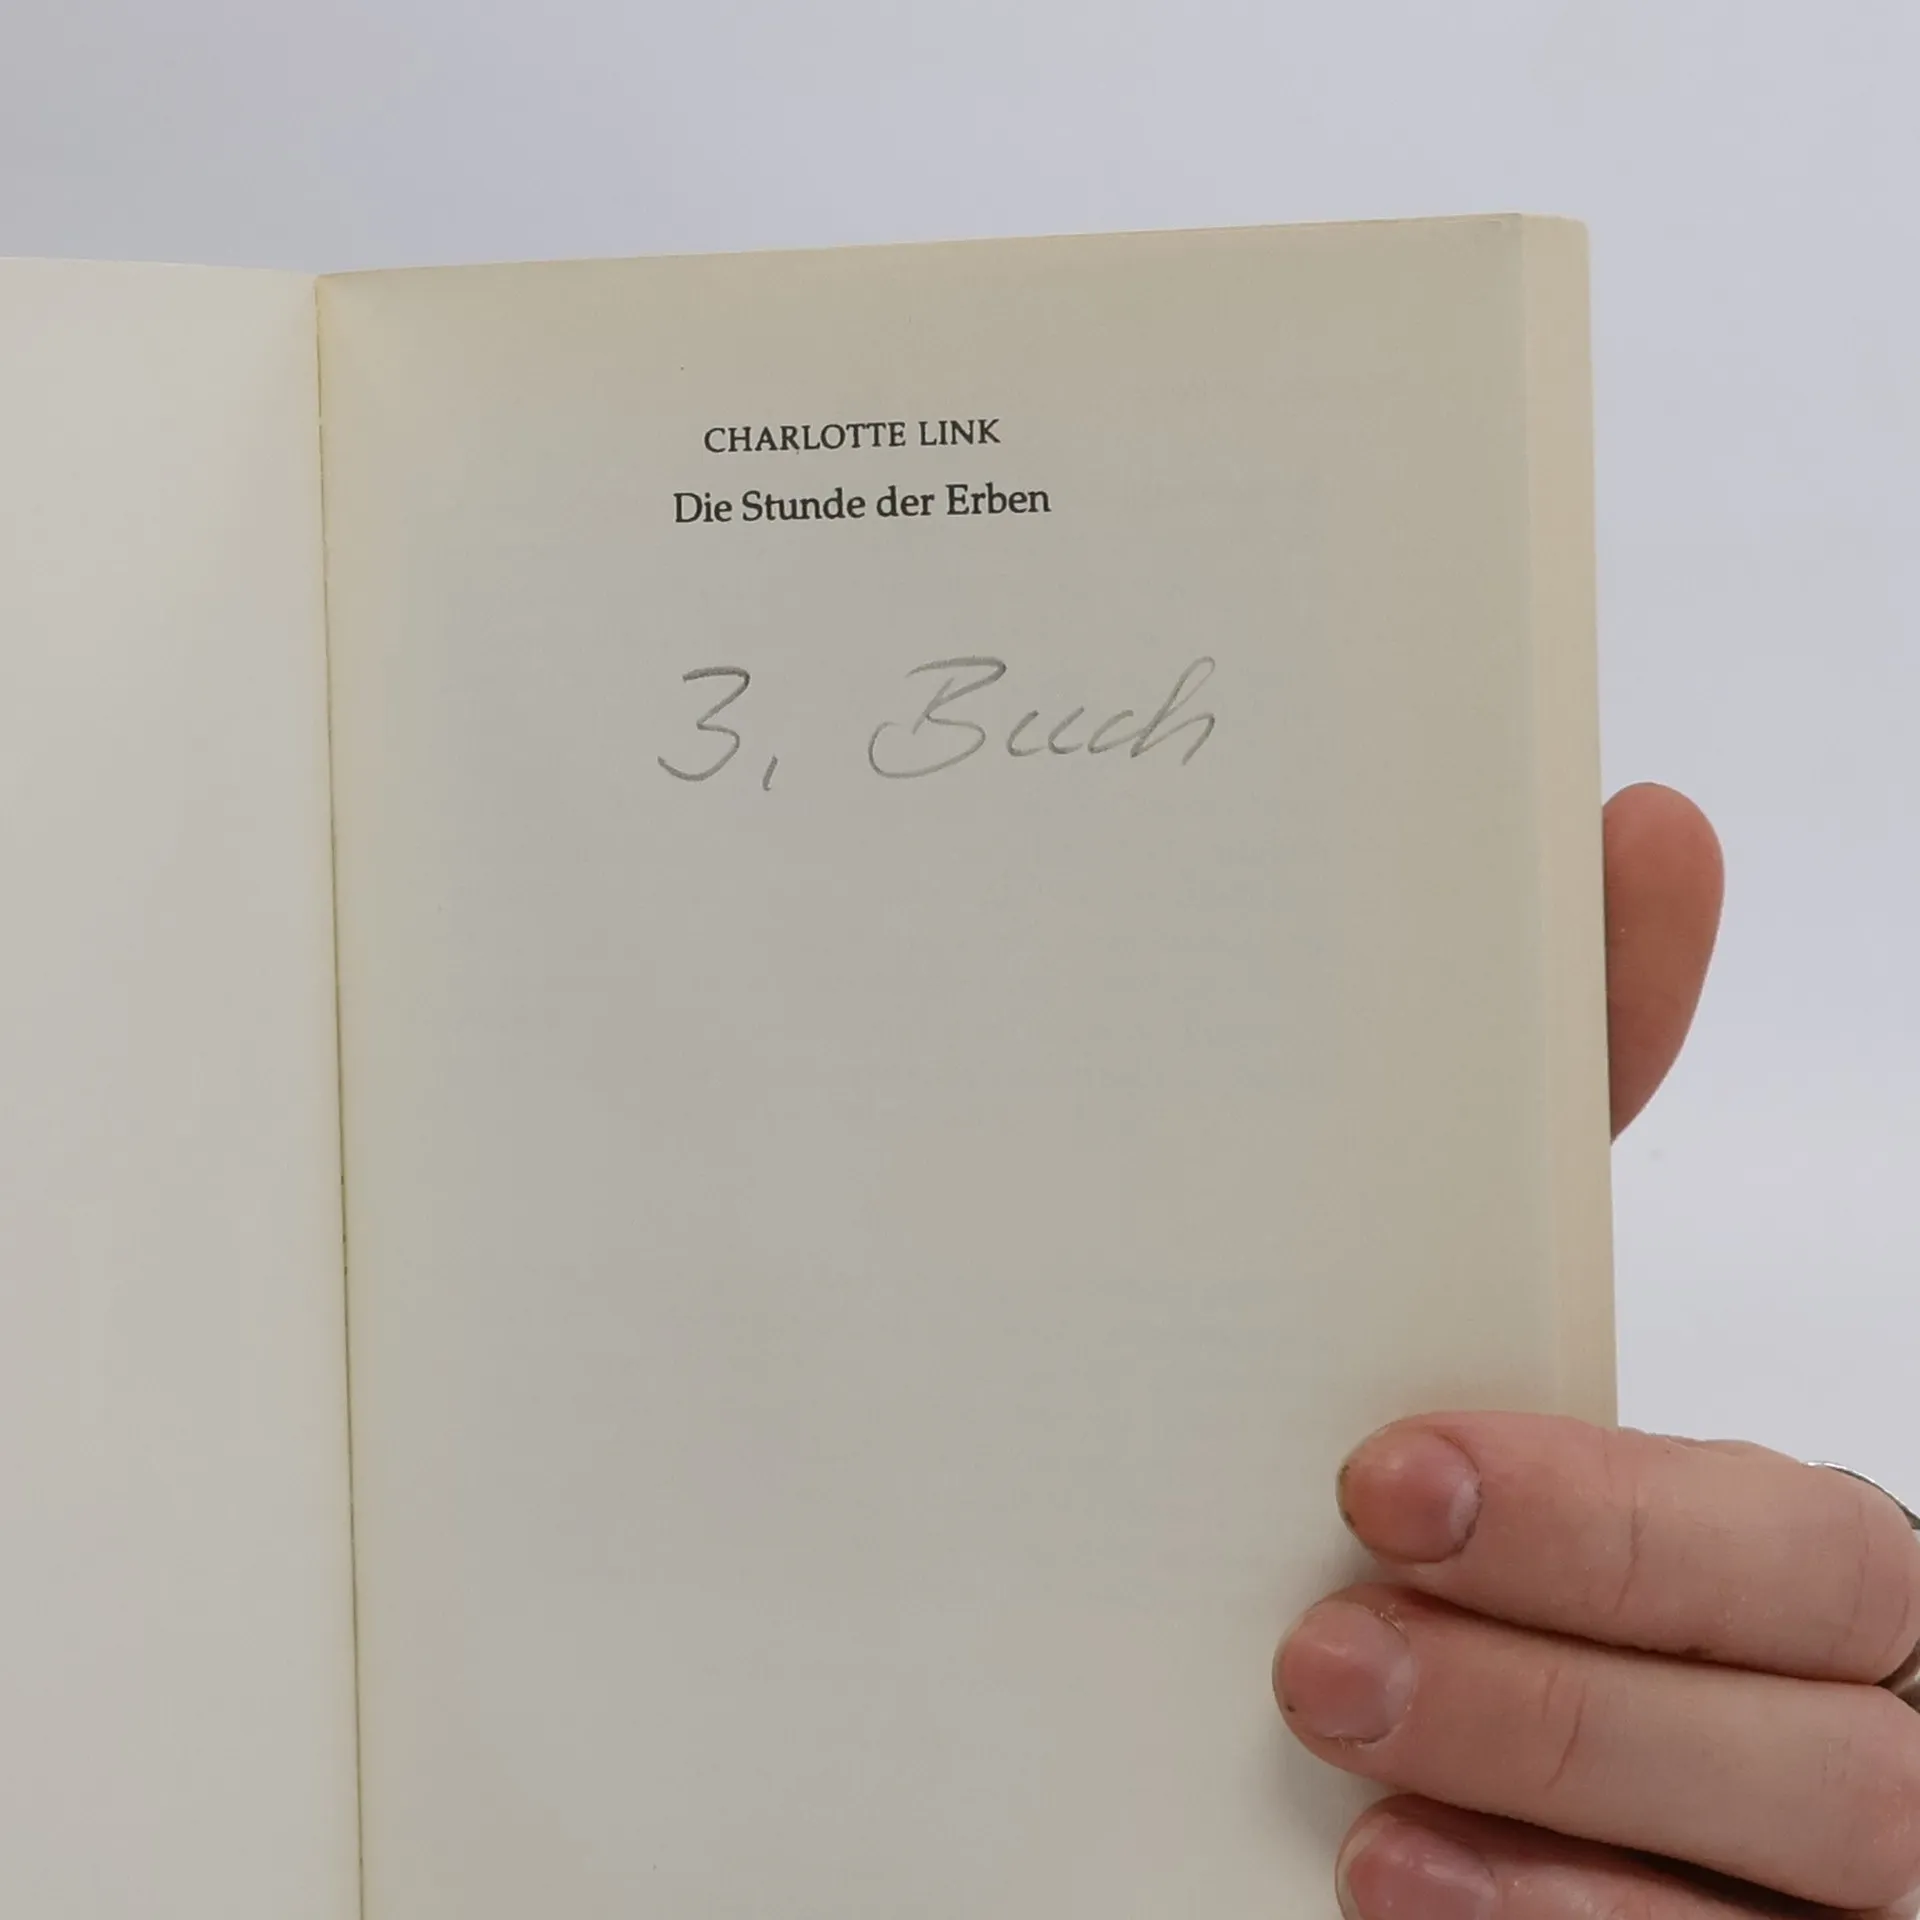 CHARLOTTE LINK
Die Stunde der Erben
3. Buch